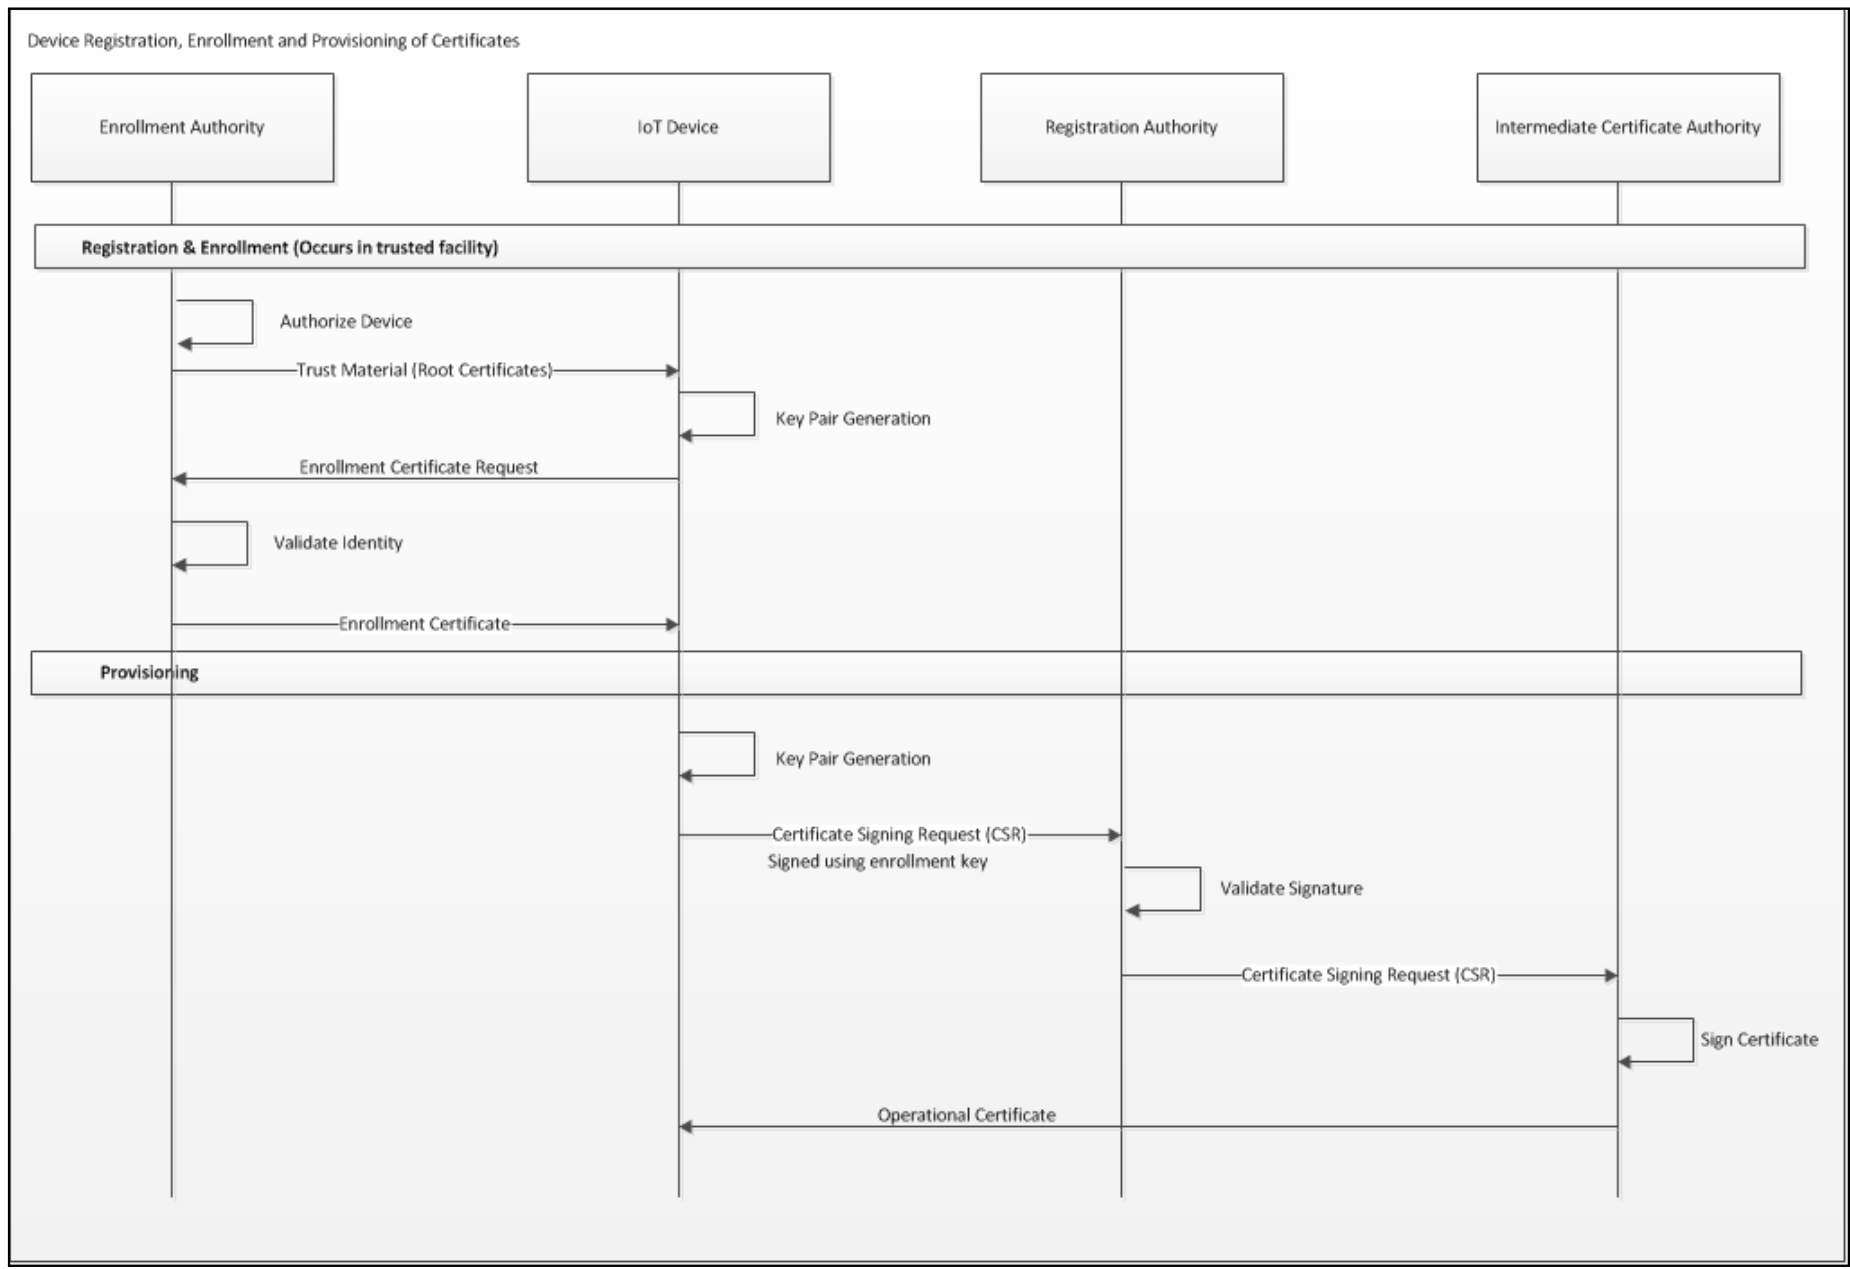 Device Registration, Enrollment and Provisioning of Certificates
Enrollment Authority
IoT Device
Registration Authority
Intermediate Certificate Authority
Registration & Enrollment (Occurs in trusted facility)
Authorize Device
Trust Material (Root Certificates)
Key Pair Generation
Enrollment Certificate Request
Validate Identity
Enrollment Certificate
Provisioning
Key Pair Generation
Certificate Signing Request (CSR)
Signed using enrollment key
Validate Signature
Certificate Signing Request (CSR)
Sign Certificate
Operational Certificate